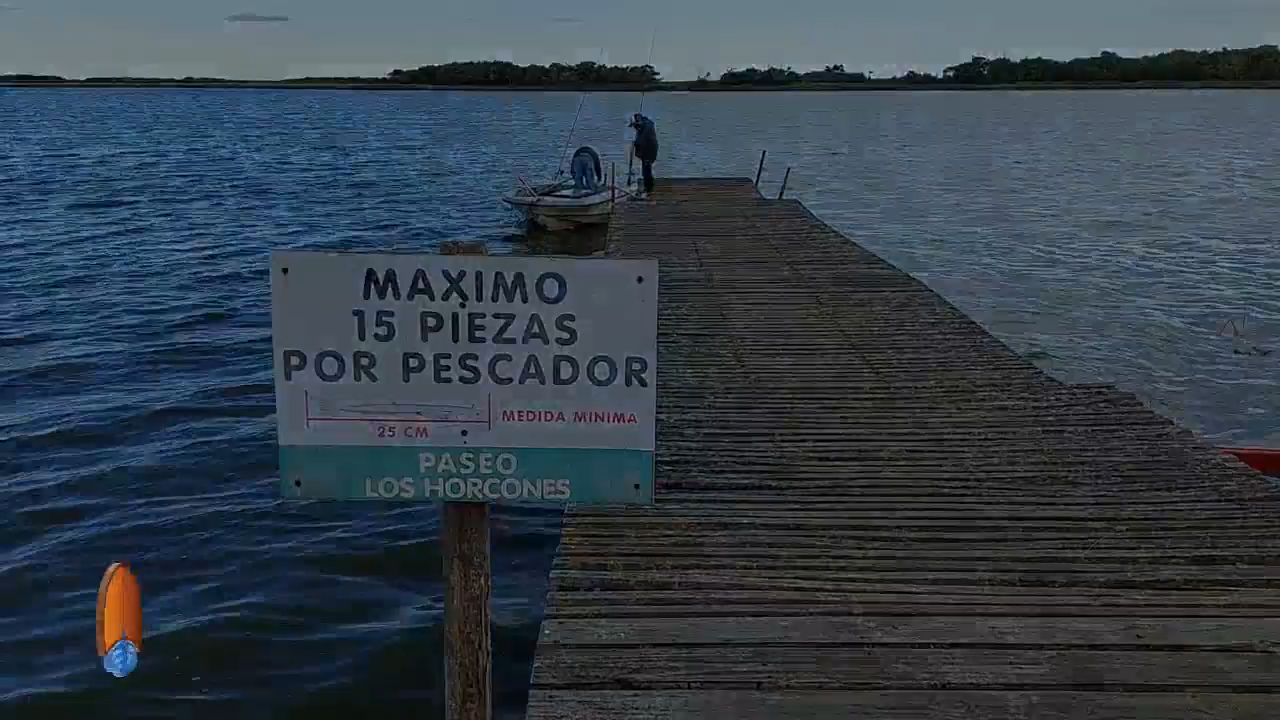 MAXIMO
15 PIEZAS
POR PESCADOR
MEDIDA MINIMA
25 CM
PASEO
LOS HORCONES